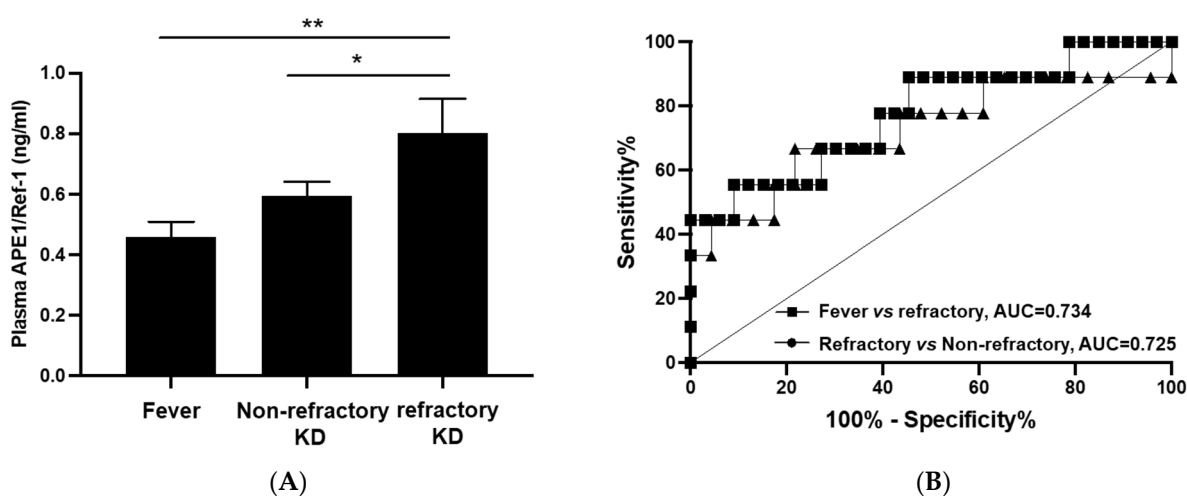 A)
**
*
Plasma APE1/Ref-1 (ng/ml)
1.0
0.8
0.6
0.4
0.2
0.0
Fever
Non-refractory
KD
refractory
KD
(A)
B)
Sensitivity%
100
80
60
40
20
0
Fever vs refractory, AUC=0.734
Refractory vs Non-refractory, AUC=0.725
0 20 40 60 80 100
100% - Specificity%
(B)